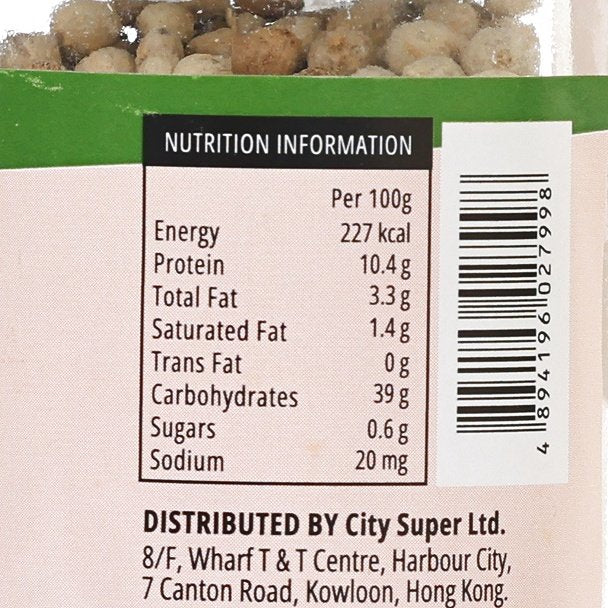 NUTRITION INFORMATION
Per 100g
Energy 227 kcal
Protein 10.4 g
Total Fat 3.3 g
Saturated Fat 1.4 g
Trans Fat 0 g
Carbohydrates 39 g
Sugars 0.6 g
Sodium 20 mg
4 894196 027998
DISTRIBUTED BY City Super Ltd.
8/F, Wharf T & T Centre, Harbour City,
7 Canton Road, Kowloon, Hong Kong.